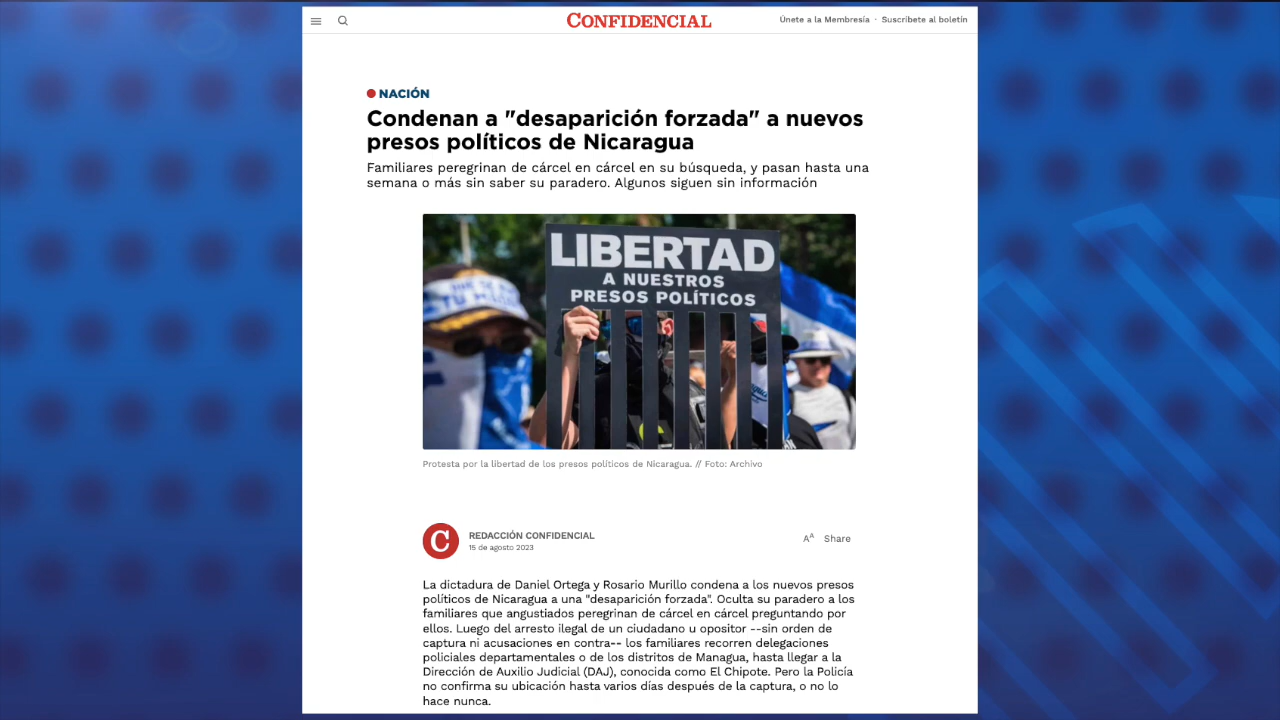 CONFIDENCIAL
Únete a la Membresía · Suscríbete al boletín
NACIÓN
Condenan a "desaparición forzada" a nuevos
presos políticos de Nicaragua
Familiares peregrinan de cárcel en cárcel en su búsqueda, y pasan hasta una
semana o más sin saber su paradero. Algunos siguen sin información
LIBERTAD
A NUESTROS
PRESOS POLÍTICOS
Protesta por la libertad de los presos políticos de Nicaragua. // Foto: Archivo
C
REDACCIÓN CONFIDENCIAL
15 de agosto 2023
AA Share
La dictadura de Daniel Ortega y Rosario Murillo condena a los nuevos presos
políticos de Nicaragua a una "desaparición forzada". Oculta su paradero a los
familiares que angustiados peregrinan de cárcel en cárcel preguntando por
ellos. Luego del arresto ilegal de un ciudadano u opositor --sin orden de
captura ni acusaciones en contra-- los familiares recorren delegaciones
policiales departamentales o de los distritos de Managua, hasta llegar a la
Dirección de Auxilio Judicial (DAJ), conocida como El Chipote. Pero la Policía
no confirma su ubicación hasta varios días después de la captura, o no lo
hace nunca.